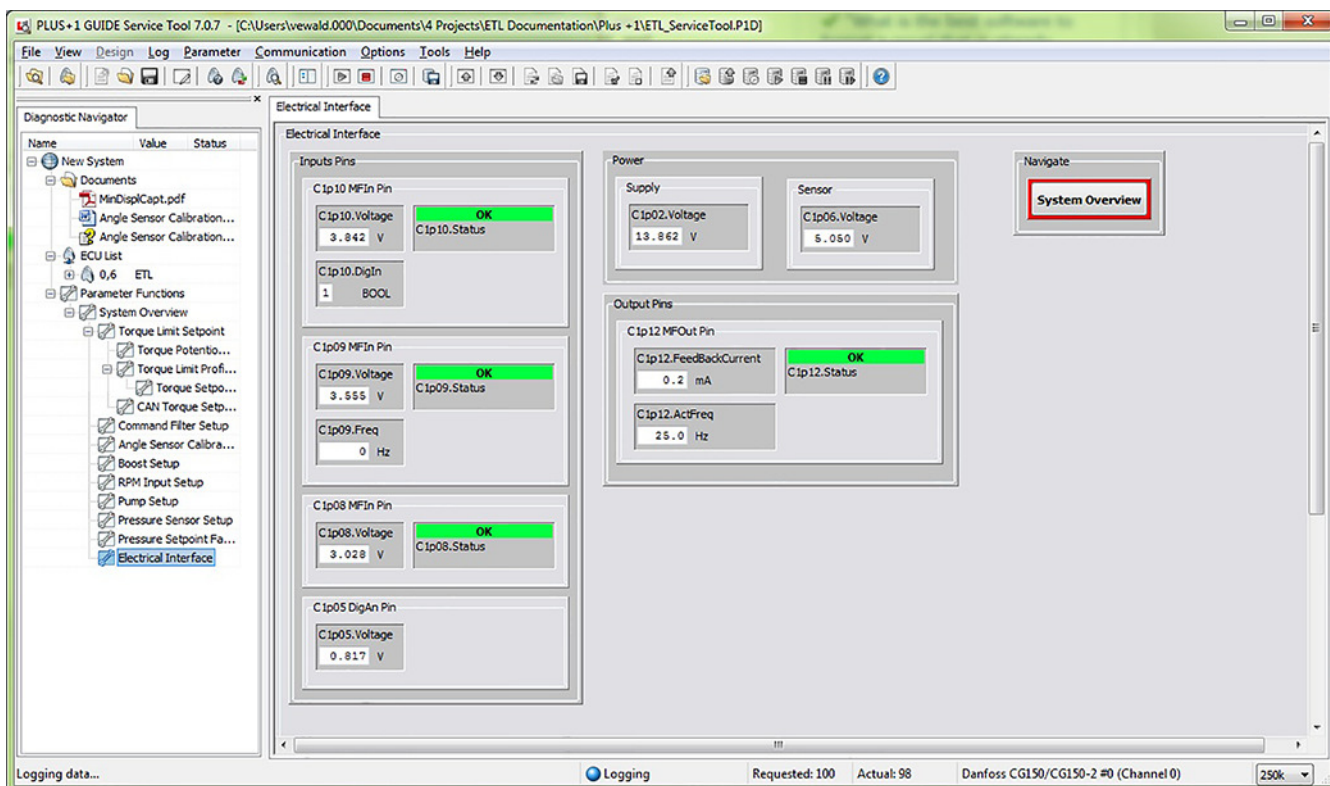 PLUS+1 GUIDE Service Tool 7.0.7 - [C:\Users\vewald.000\Documents\4 Projects\ETL Documentation\Plus +1\ETL_ServiceTool.P1D]
File View Design Log Parameter Communication Options Tools Help
Diagnostic Navigator
Name Value Status
New System
Documents
MinDisplCapt.pdf
Angle Sensor Calibration...
Angle Sensor Calibration...
ECU List
0,6 ETL
Parameter Functions
System Overview
Torque Limit Setpoint
Torque Potentio...
Torque Limit Profi...
Torque Setpo...
CAN Torque Setp...
Command Filter Setup
Angle Sensor Calibra...
Boost Setup
RPM Input Setup
Pump Setup
Pressure Sensor Setup
Pressure Setpoint Fa...
Electrical Interface
Electrical Interface
Electrical Interface
Inputs Pins
C1p10 MFIn Pin
C1p10.Voltage
3.842 V
OK
C1p10.Status
C1p10.DigIn
1 BOOL
C1p09 MFIn Pin
C1p09.Voltage
3.555 V
OK
C1p09.Status
C1p09.Freq
0 Hz
C1p08 MFIn Pin
C1p08.Voltage
3.028 V
OK
C1p08.Status
C1p05 DigAn Pin
C1p05.Voltage
0.817 V
Power
Supply
C1p02.Voltage
13.862 V
Sensor
C1p06.Voltage
5.050 V
Output Pins
C1p12 MFOut Pin
C1p12.FeedBackCurrent
0.2 mA
OK
C1p12.Status
C1p12.ActFreq
25.0 Hz
Navigate
System Overview
Logging data...
Logging
Requested: 100
Actual: 98
Danfoss CG150/CG150-2 #0 (Channel 0)
250k